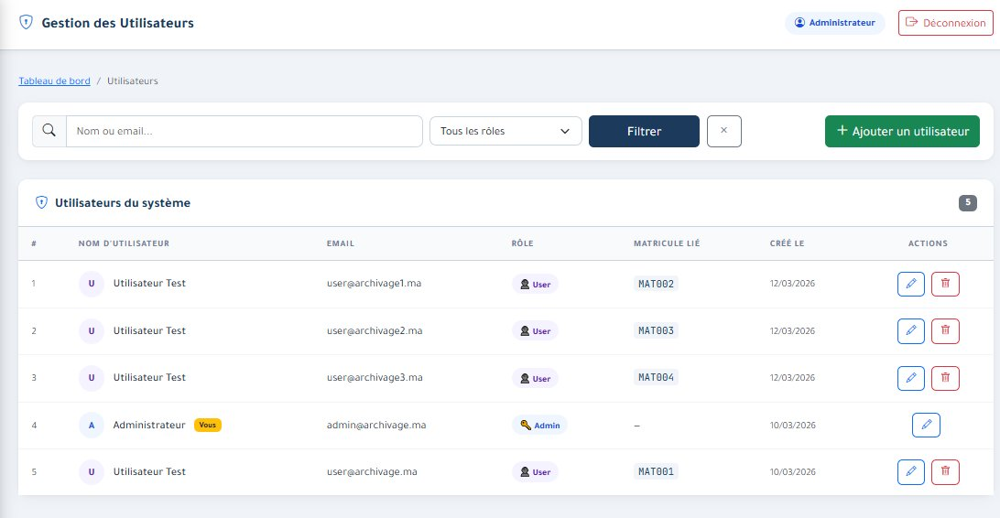 Gestion des Utilisateurs
Administrateur
Déconnexion
Tableau de bord / Utilisateurs
Nom ou email...
Tous les rôles
Filtrer
×
+ Ajouter un utilisateur
Utilisateurs du système
5
# NOM D'UTILISATEUR EMAIL RÔLE MATRICULE LIÉ CRÉÉ LE ACTIONS
1 U Utilisateur Test user@archivage1.ma User MAT002 12/03/2026
2 U Utilisateur Test user@archivage2.ma User MAT003 12/03/2026
3 U Utilisateur Test user@archivage3.ma User MAT004 12/03/2026
4 A Administrateur Vous admin@archivage.ma Admin – 10/03/2026
5 U Utilisateur Test user@archivage.ma User MAT001 10/03/2026